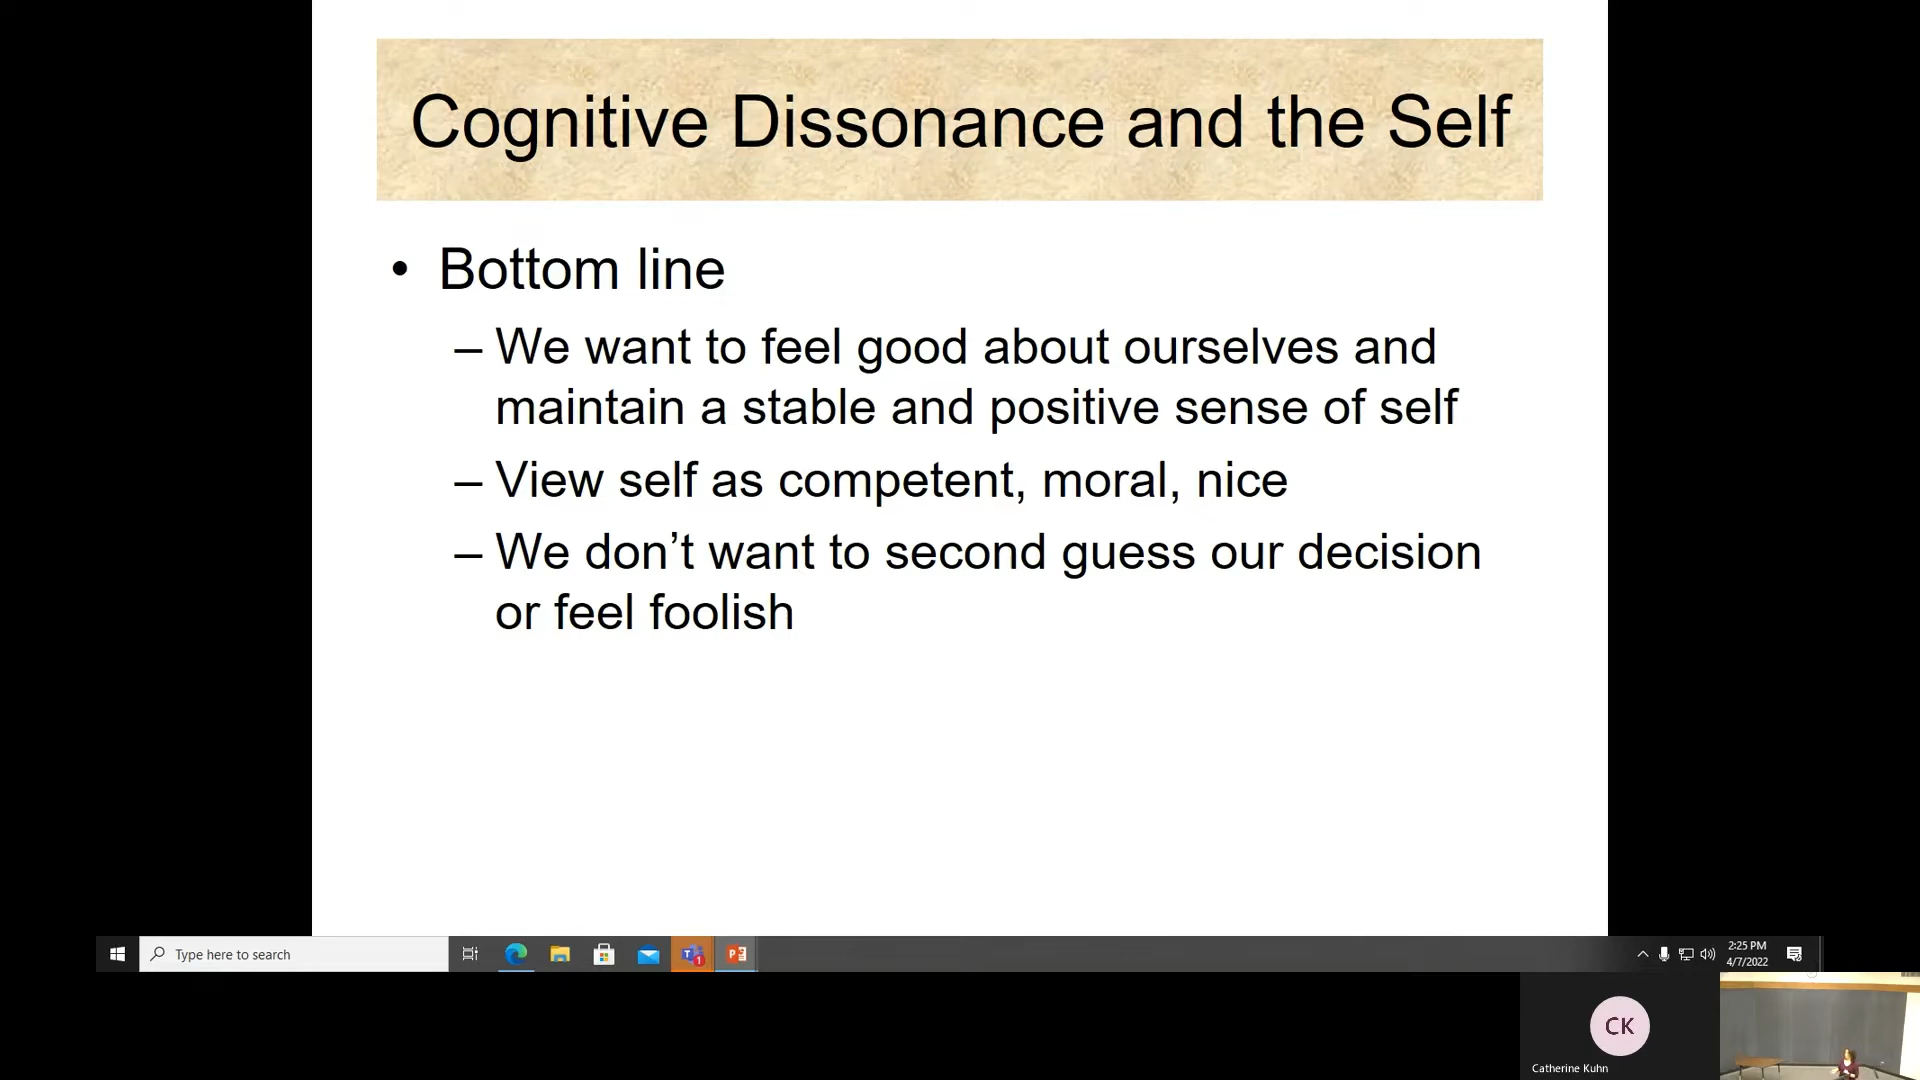 Cognitive Dissonance and the Self
• Bottom line
– We want to feel good about ourselves and
maintain a stable and positive sense of self
– View self as competent, moral, nice
– We don’t want to second guess our decision
or feel foolish
Type here to search
1
2:25 PM
4/7/2022
CK
Catherine Kuhn